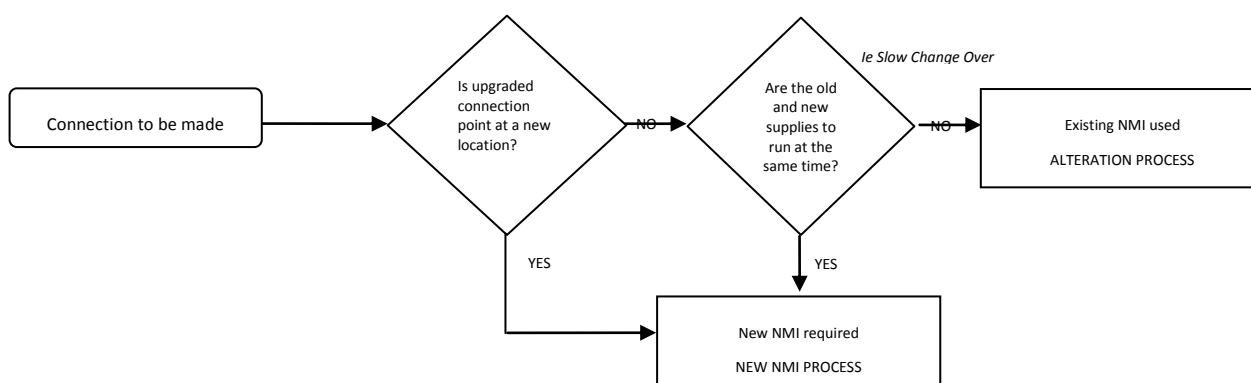 Ie Slow Change Over
Connection to be made
Is upgraded
connection
point at a new
location?
NO
Are the old
and new
supplies to
run at the
same time?
NO
Existing NMI used
ALTERATION PROCESS
YES
YES
New NMI required
NEW NMI PROCESS